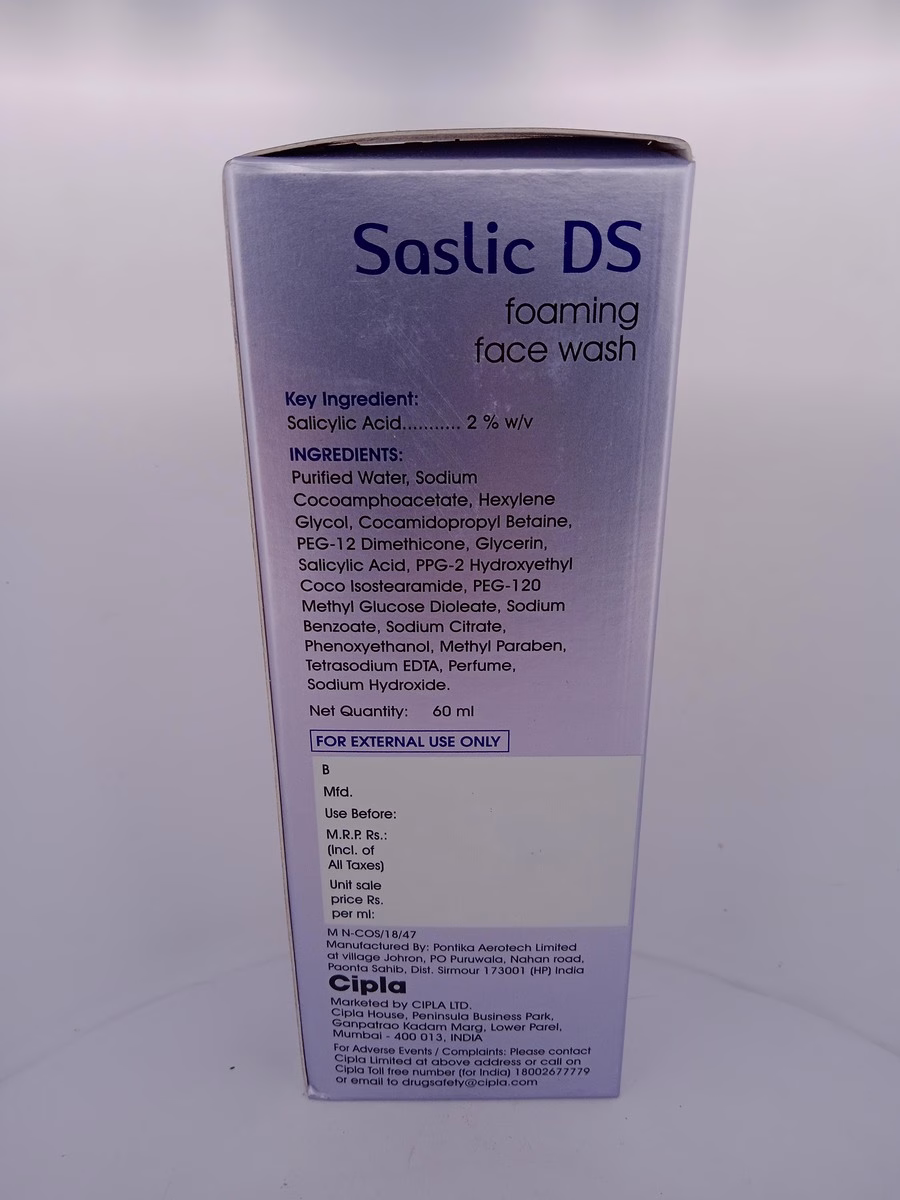 Saslic DS
foaming
face wash
Key Ingredient:
Salicylic Acid........... 2 % w/v
INGREDIENTS:
Purified Water, Sodium
Cocoamphoacetate, Hexylene
Glycol, Cocamidopropyl Betaine,
PEG-12 Dimethicone, Glycerin,
Salicylic Acid, PPG-2 Hydroxyethyl
Coco Isostearamide, PEG-120
Methyl Glucose Dioleate, Sodium
Benzoate, Sodium Citrate,
Phenoxyethanol, Methyl Paraben,
Tetrasodium EDTA, Perfume,
Sodium Hydroxide.
Net Quantity: 60 ml
FOR EXTERNAL USE ONLY
B
Mfd.
Use Before:
M.R.P. Rs.:
(Incl. of
All Taxes)
Unit sale
price Rs.
per ml:
M N-COS/18/47
Manufactured By: Pontika Aerotech Limited
at village Johron, PO Puruwala, Nahan road,
Paonta Sahib, Dist. Sirmour 173001 (HP) India
Cipla
Marketed by CIPLA LTD.
Cipla House, Peninsula Business Park,
Ganpatrao Kadam Marg, Lower Parel,
Mumbai - 400 013, INDIA
For Adverse Events / Complaints: Please contact
Cipla Limited at above address or call on
Cipla Toll free number (for India) 18002677779
or email to drugsafety@cipla.com